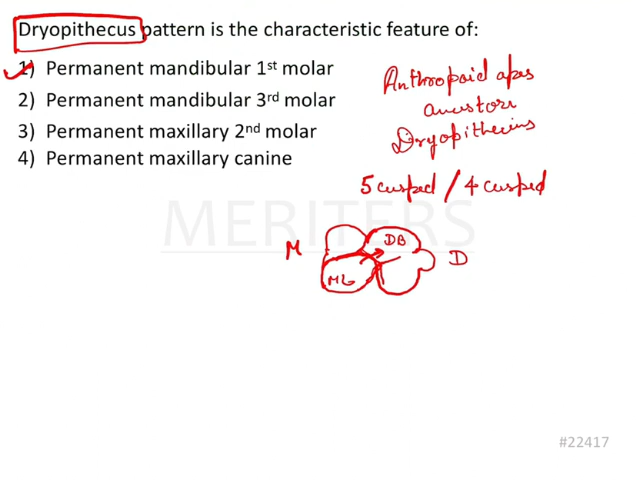 Dryopithecus pattern is the characteristic feature of:
1) Permanent mandibular 1st molar
2) Permanent mandibular 3rd molar
3) Permanent maxillary 2nd molar
4) Permanent maxillary canine
Anthropoid apes
ancestors
Dryopithecus
5 cusped / 4 cusped
MERITERS
M
DB
D
ML
#22417